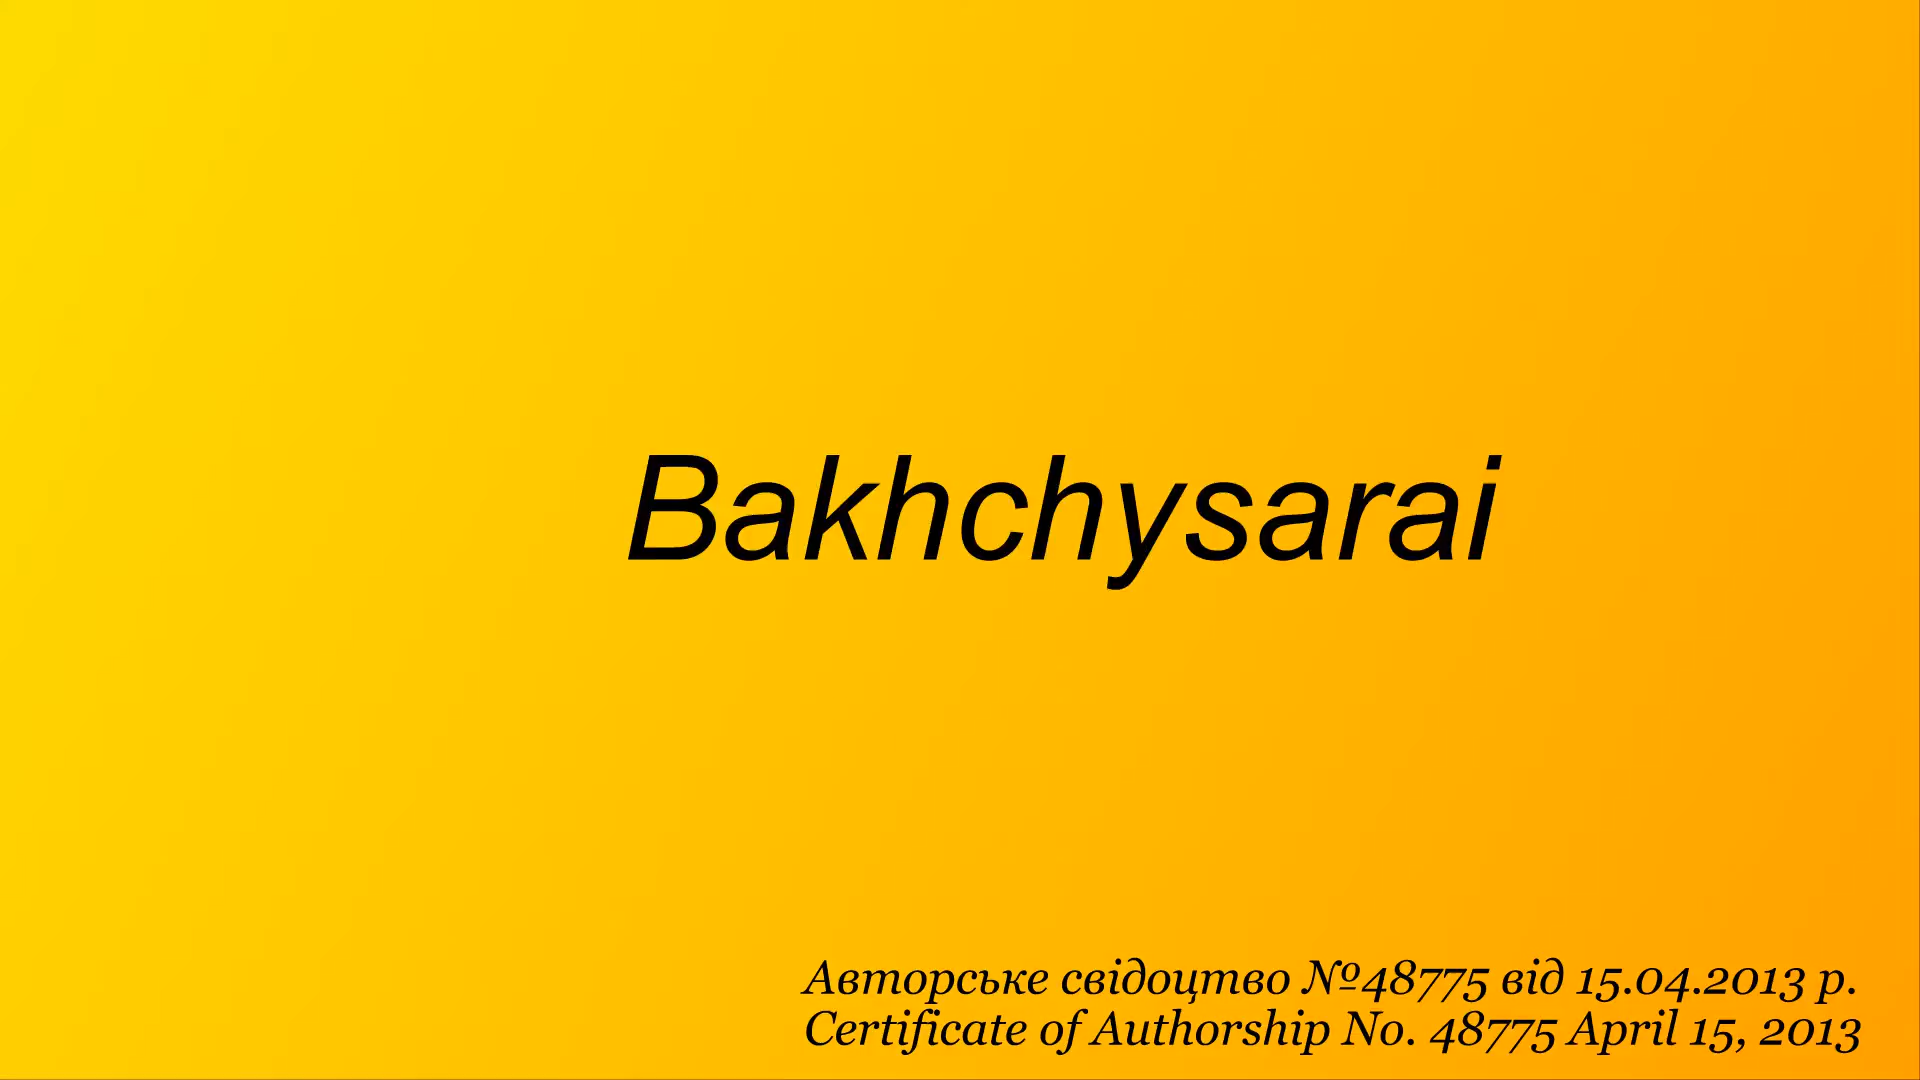 Bakhchysarai
Авторське свідоцтво №48775 від 15.04.2013 р.
Certificate of Authorship No. 48775 April 15, 2013